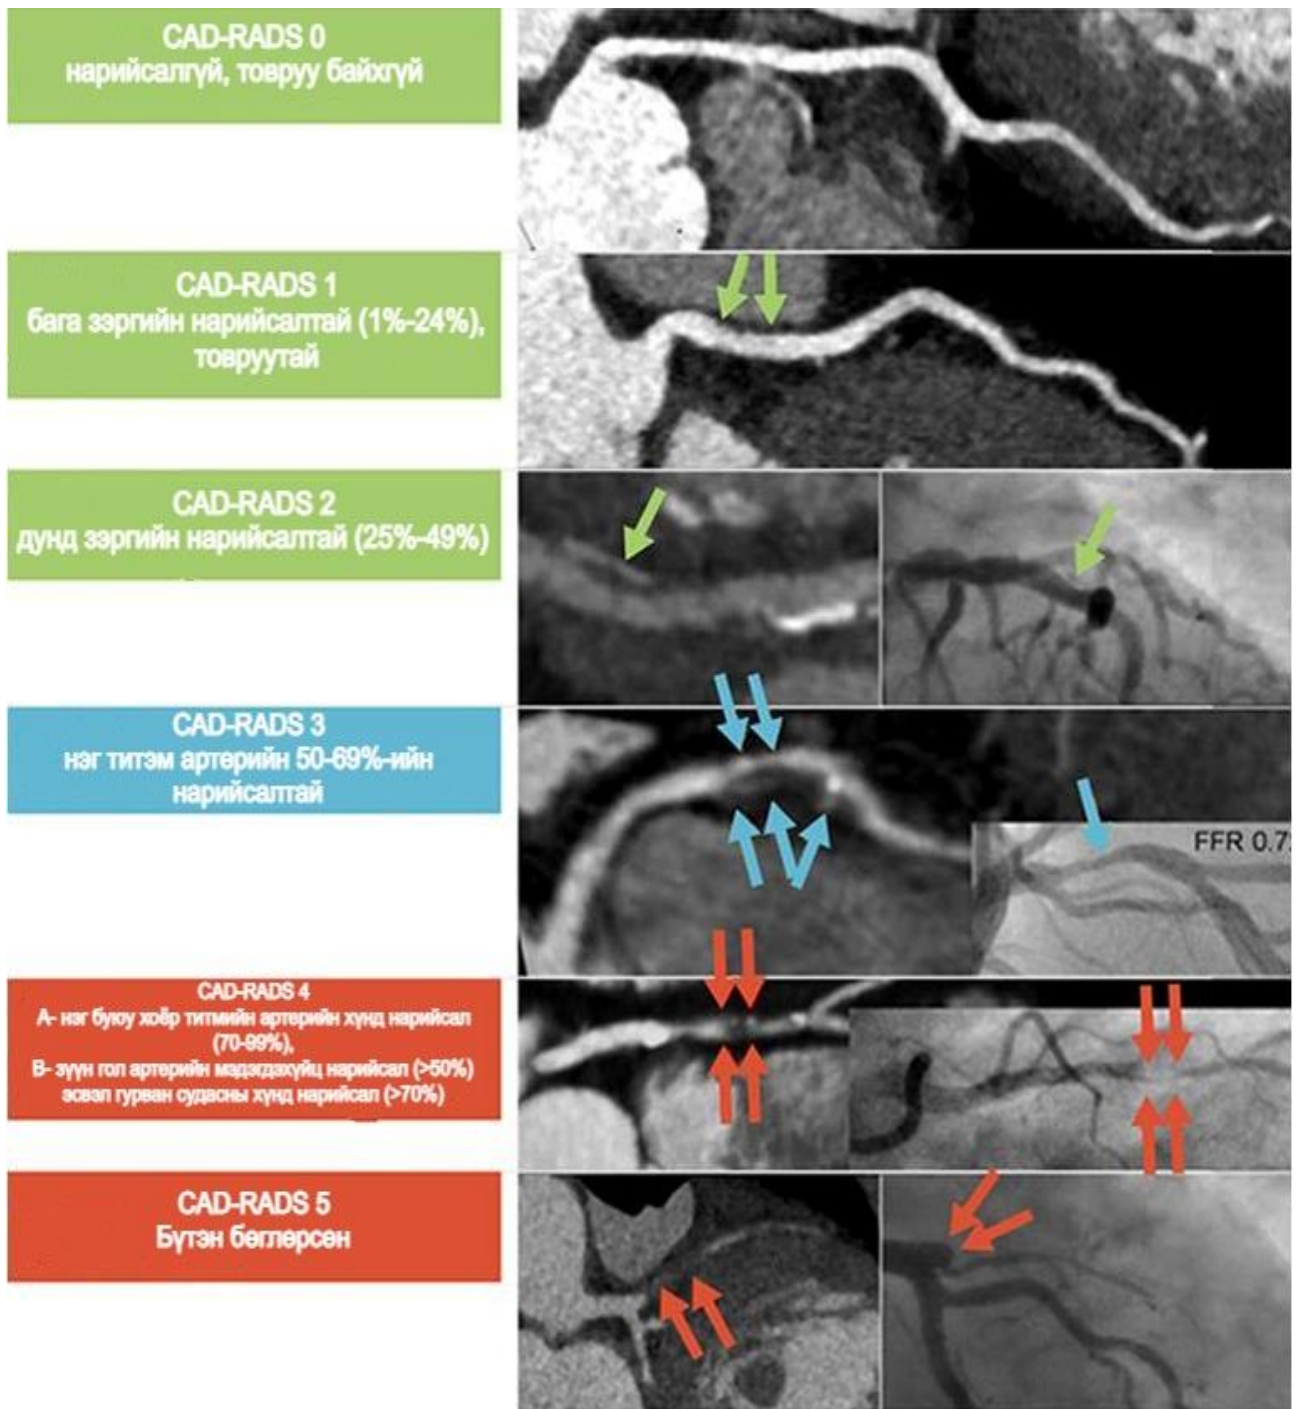 CAD-RADS 0
нарийсалгүй, товруу байхгүй
CAD-RADS 1
бага зэргийн нарийсалтай (1%-24%),
товруутай
CAD-RADS 2
дунд зэргийн нарийсалтай (25%-49%)
CAD-RADS 3
нэг титэм артерийн 50-69%-ийн
нарийсалтай
FFR 0.7
CAD-RADS 4
A- нэг буюу хоёр титмийн артерийн хүнд нарийсал
(70-99%),
B- зүүн гол артерийн мэдэгдэхүйц нарийсал (>50%)
эсвэл гурван судасны хүнд нарийсал (>70%)
CAD-RADS 5
Бүтэн бөглөрсөн